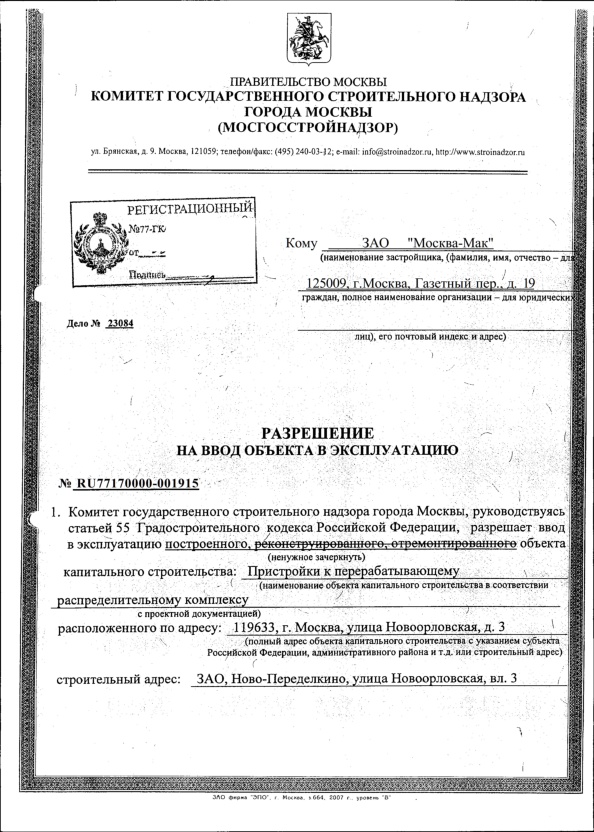 ПРАВИТЕЛЬСТВО МОСКВЫ
КОМИТЕТ ГОСУДАРСТВЕННОГО СТРОИТЕЛЬНОГО НАДЗОРА
ГОРОДА МОСКВЫ
(МОСГОССТРОЙНАДЗОР)
ул. Брянская, д. 9. Москва, 121059; телефон/факс: (495) 240-03-12; e-mail: info@stroinadzor.ru, http://www.stroinadzor.ru
РЕГИСТРАЦИОННЫЙ
№77-ГК/
от
Подпись
Кому ЗАО "Москва-Мак"
(наименование застройщика, (фамилия, имя, отчество – для
125009, г.Москва, Газетный пер., д. 19
граждан, полное наименование организации – для юридических
Дело № 23084
лиц), его почтовый индекс и адрес)
РАЗРЕШЕНИЕ
НА ВВОД ОБЪЕКТА В ЭКСПЛУАТАЦИЮ
№ RU77170000-001915
1. Комитет государственного строительного надзора города Москвы, руководствуясь
статьей 55 Градостроительного кодекса Российской Федерации, разрешает ввод
в эксплуатацию построенного, реконструированного, отремонтированного объекта
(ненужное зачеркнуть)
капитального строительства: Пристройки к перерабатывающему
(наименование объекта капитального строительства в соответствии
распределительному комплексу
с проектной документацией)
расположенного по адресу: 119633, г. Москва, улица Новоорловская, д. 3
(полный адрес объекта капитального строительства с указанием субъекта
Российской Федерации, административного района и т.д. или строительный адрес)
строительный адрес: ЗАО, Ново-Переделкино, улица Новоорловская, вл. 3
ЗАО фирма "ЭПО", г. Москва, з.664, 2007 г., уровень "В"